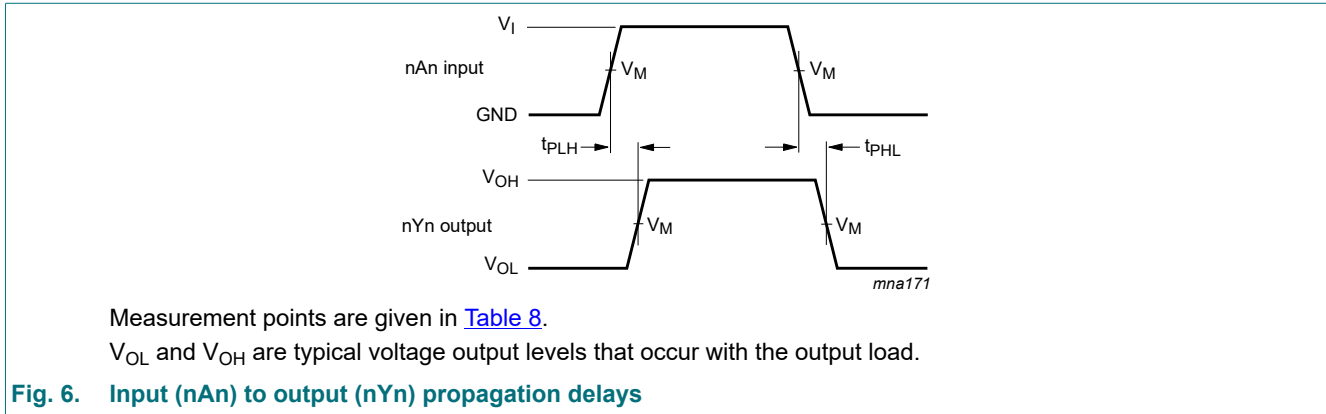 V_I
nAn input
V_M
V_M
GND
t_PLH
t_PHL
V_OH
nYn output
V_M
V_M
V_OL
mna171
Measurement points are given in Table 8.
V_OL and V_OH are typical voltage output levels that occur with the output load.
Fig. 6. Input (nAn) to output (nYn) propagation delays